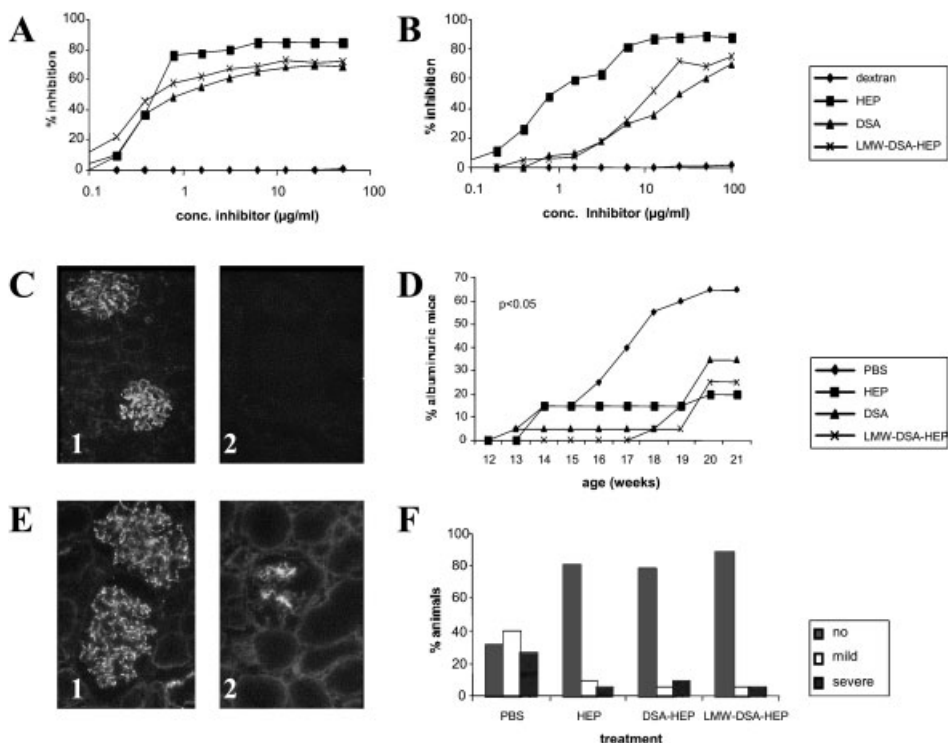 A
% inhibition
100
80
60
40
20
0
0.1 1 10 100
conc. inhibitor (µg/ml)
B
% inhibition
100
80
60
40
20
0
0.1 1 10 100
conc. Inhibitor (µg/ml)
dextran
HEP
DSA
LMW-DSA-HEP
C
1
2
D
% albuminuric mice
70
60
50
40
30
20
10
0
p<0.05
12 13 14 15 16 17 18 19 20 21
age (weeks)
PBS
HEP
DSA
LMW-DSA-HEP
E
1
2
F
% animals
100
80
60
40
20
0
PBS HEP DSA-HEP LMW-DSA-HEP
treatment
no
mild
severe